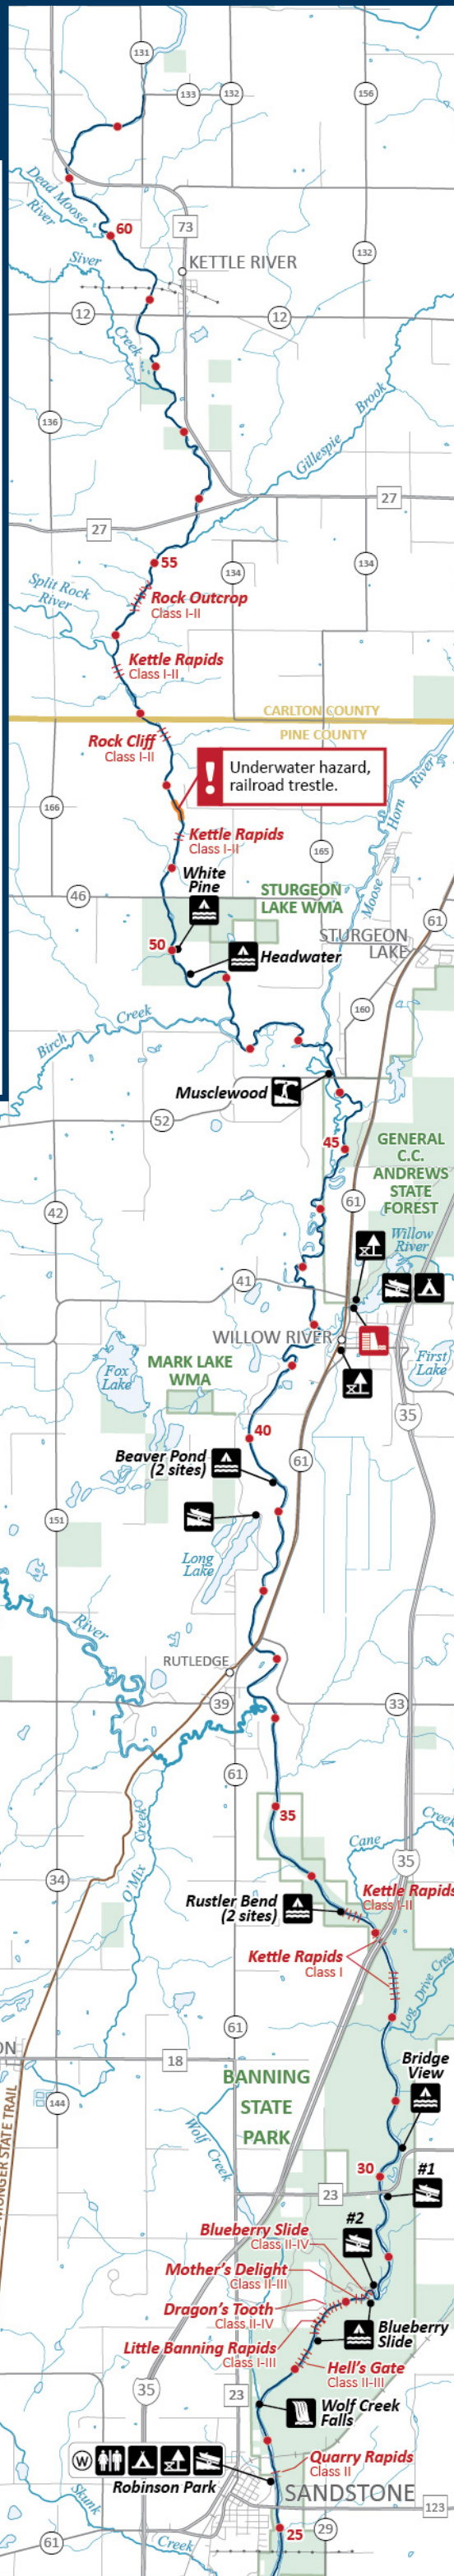 131
133
132
156
Dead Moose
River
60
73
Siver
KETTLE RIVER
132
12
12
Creek
136
Gillespie Brook
27
27
55
134
134
Split Rock
River
Rock Outcrop
Class I-II
Kettle Rapids
Class I-II
CARLTON COUNTY
PINE COUNTY
Rock Cliff
Class I-II
!
Underwater hazard,
railroad trestle.
Moose Horn River
166
Kettle Rapids
Class I-II
165
White
Pine
46
STURGEON
LAKE WMA
61
STURGEON
LAKE
50
Headwater
160
Birch Creek
Musclewood
52
45
GENERAL
C.C.
ANDREWS
STATE
FOREST
42
61
Willow
River
41
WILLOW RIVER
MARK LAKE
WMA
Fox
Lake
First
Lake
35
40
61
Beaver Pond
(2 sites)
151
Long
Lake
River
RUTLEDGE
39
33
61
35
Creek
Cane
O'Mix Creek
34
35
Kettle Rapids
Class I-II
Rustler Bend
(2 sites)
Kettle Rapids
Class I
Log Drive Creek
61
ON
18
BANNING
STATE
PARK
Bridge
View
144
MUNGER STATE TRAIL
Wolf Creek
30
#1
23
#2
Blueberry Slide
Class II-IV
Mother's Delight
Class II-III
Dragon's Tooth
Class II-IV
Blueberry
Slide
Little Banning Rapids
Class I-III
Hell's Gate
Class II-III
35
23
Wolf Creek
Falls
W
Robinson Park
Quarry Rapids
Class II
SANDSTONE
Skunk
Creek
123
61
25
29